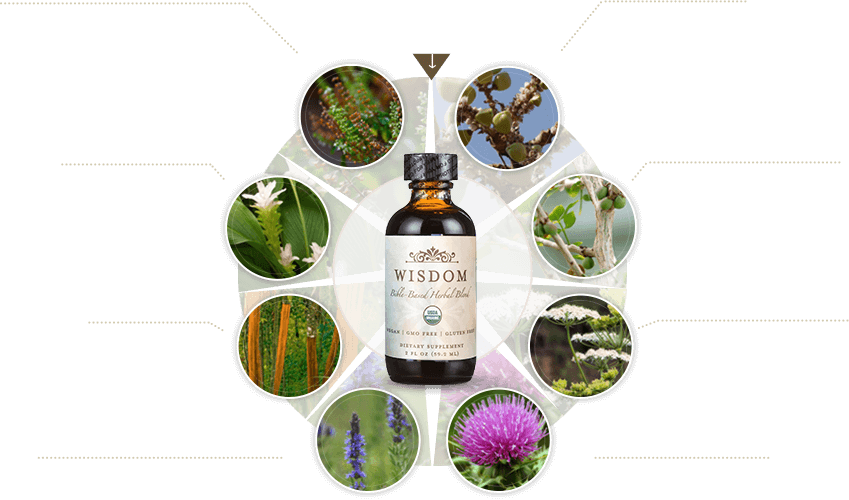 WISDOM
Bible-Based Herbal Blend
USDA
ORGANIC
VEGAN | GMO FREE | GLUTEN FREE
DIETARY SUPPLEMENT
2 FL OZ (59.2 ML)